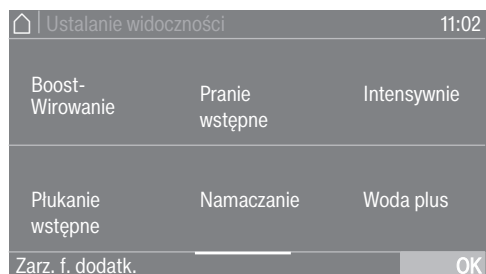 Ustalanie widoczności 11:02
Boost-
Wirowanie
Pranie
wstępne
Intensywnie
Płukanie
wstępne
Namaczanie
Woda plus
Zarz. f. dodatk. OK